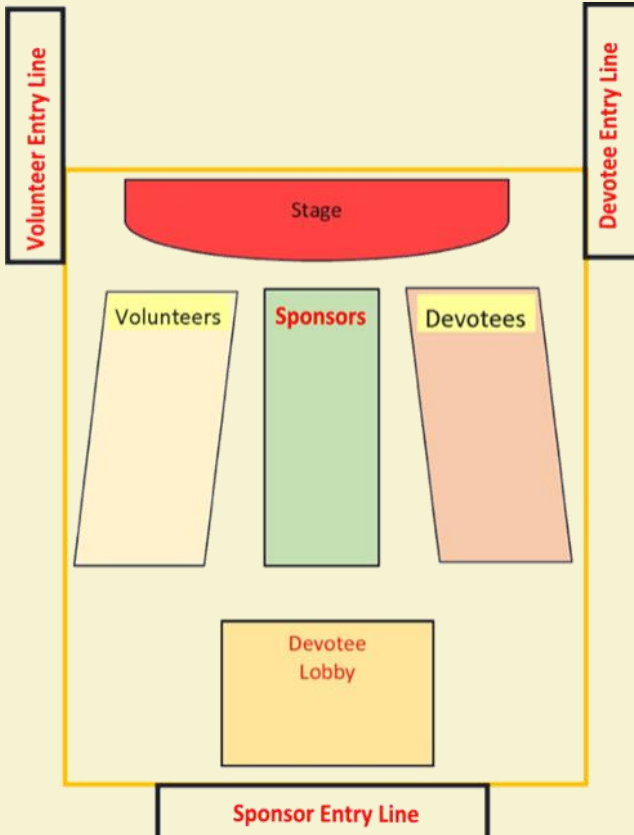 Volunteer Entry Line
Devotee Entry Line
Stage
Volunteers
Sponsors
Devotees
Devotee
Lobby
Sponsor Entry Line